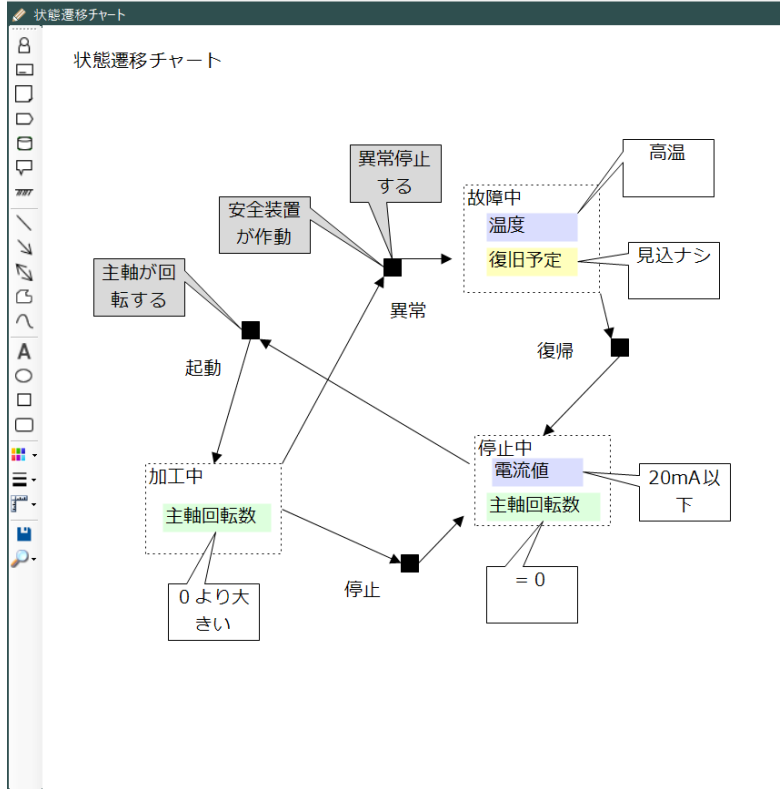 状態遷移チャート
状態遷移チャート
異常停止
する
高温
安全装置
が作動
故障中
温度
復旧予定
見込ナシ
主軸が回
転する
異常
復帰
起動
停止中
電流値
20mA以
下
加工中
主軸回転数
主軸回転数
停止
= 0
0 より大
きい
A